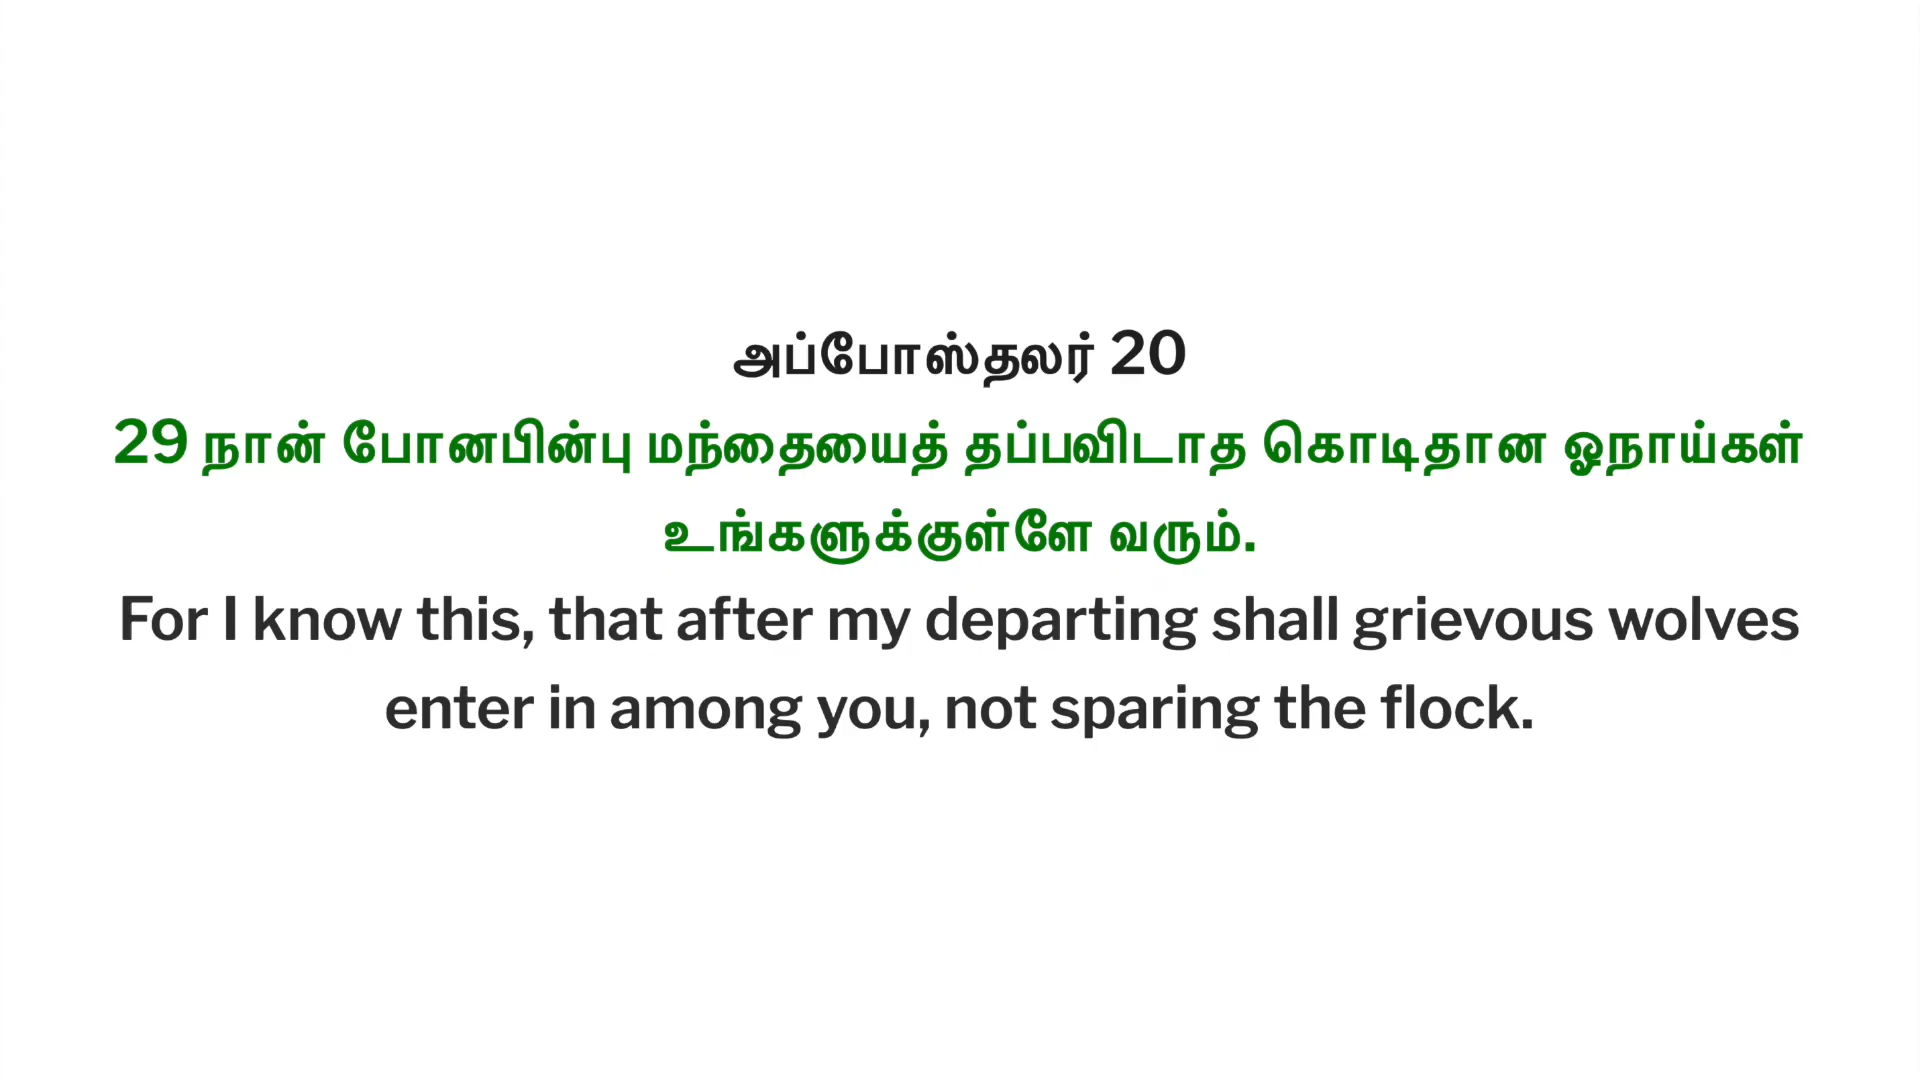 அப்போஸ்தலர் 20
29 நான் போனபின்பு மந்தையைத் தப்பவிடாத கொடிதான ஓநாய்கள்
உங்களுக்குள்ளே வரும்.
For I know this, that after my departing shall grievous wolves
enter in among you, not sparing the flock.